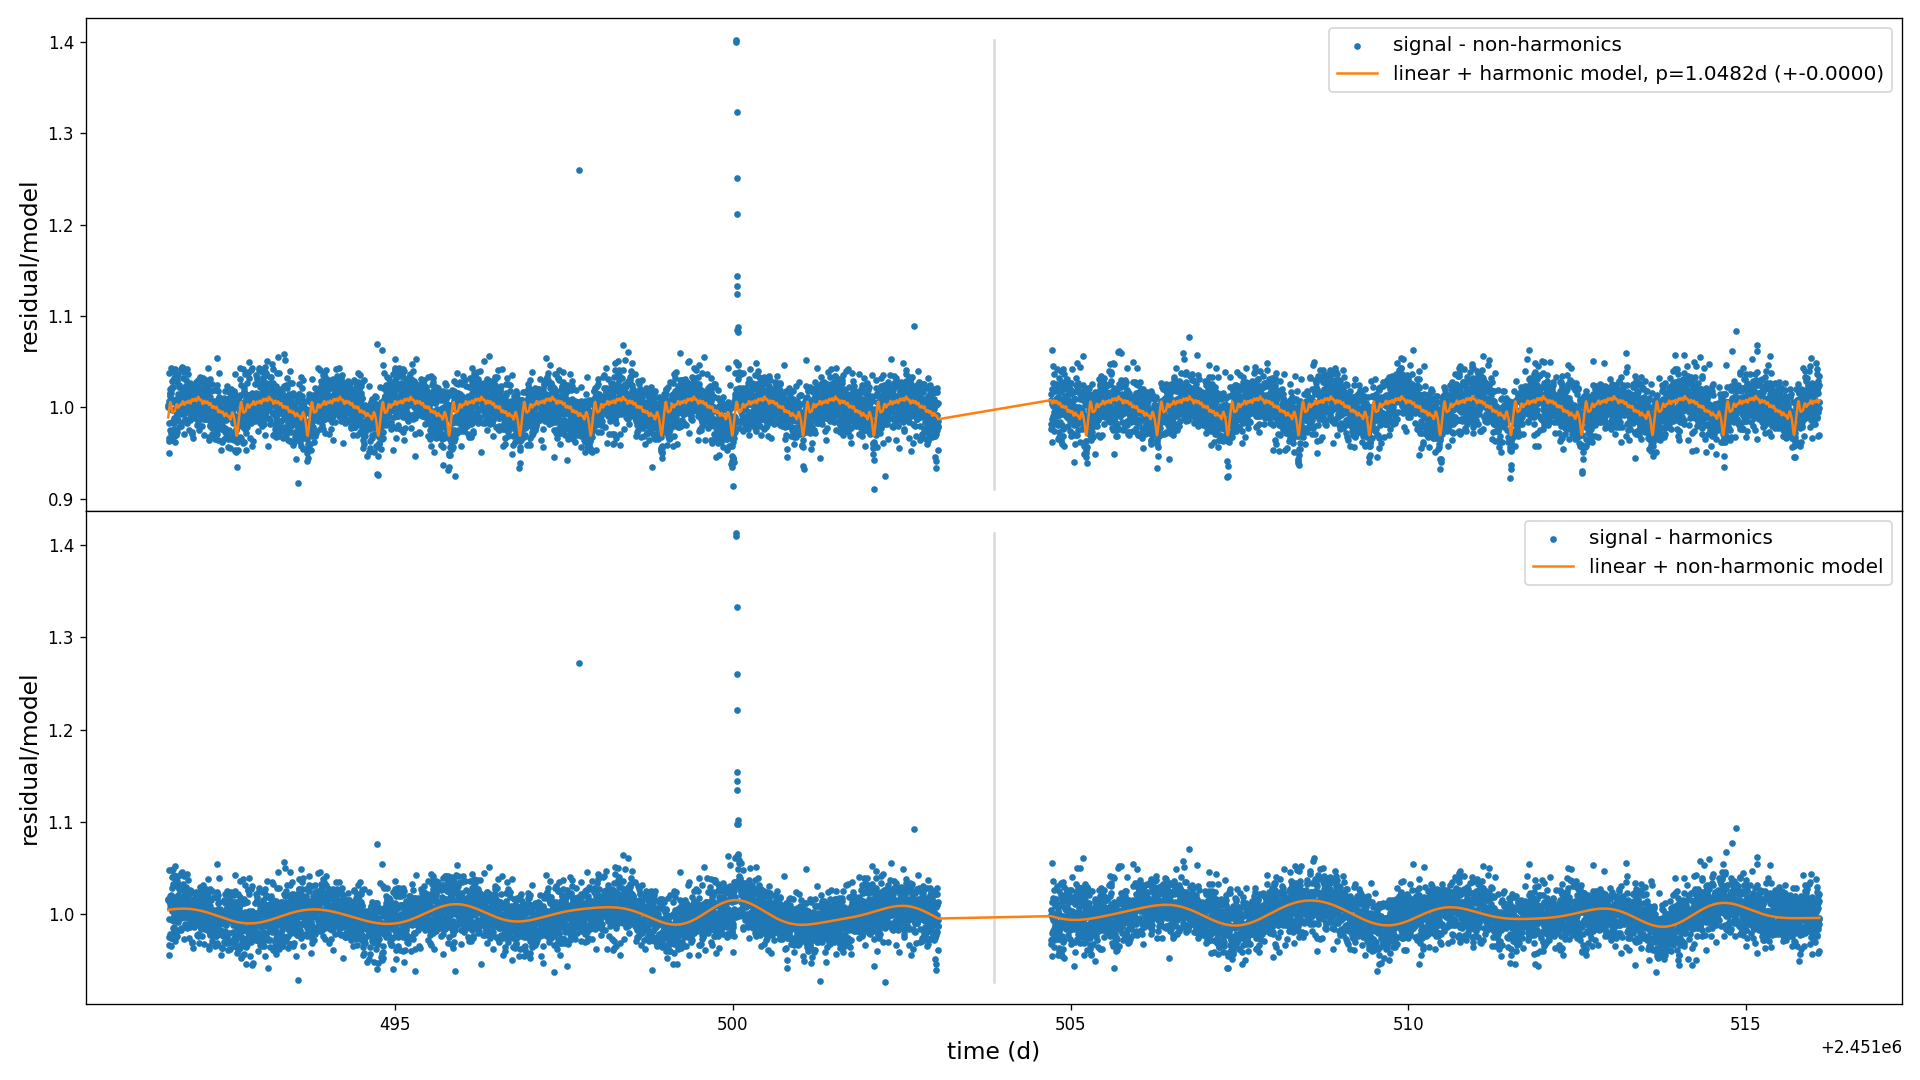 1.4
1.3
1.2
1.1
1.0
0.9
residual/model
signal - non-harmonics
linear + harmonic model, p=1.0482d (+-0.0000)
1.4
1.3
1.2
1.1
1.0
residual/model
signal - harmonics
linear + non-harmonic model
495
500
505
510
515
time (d)
+2.451e6